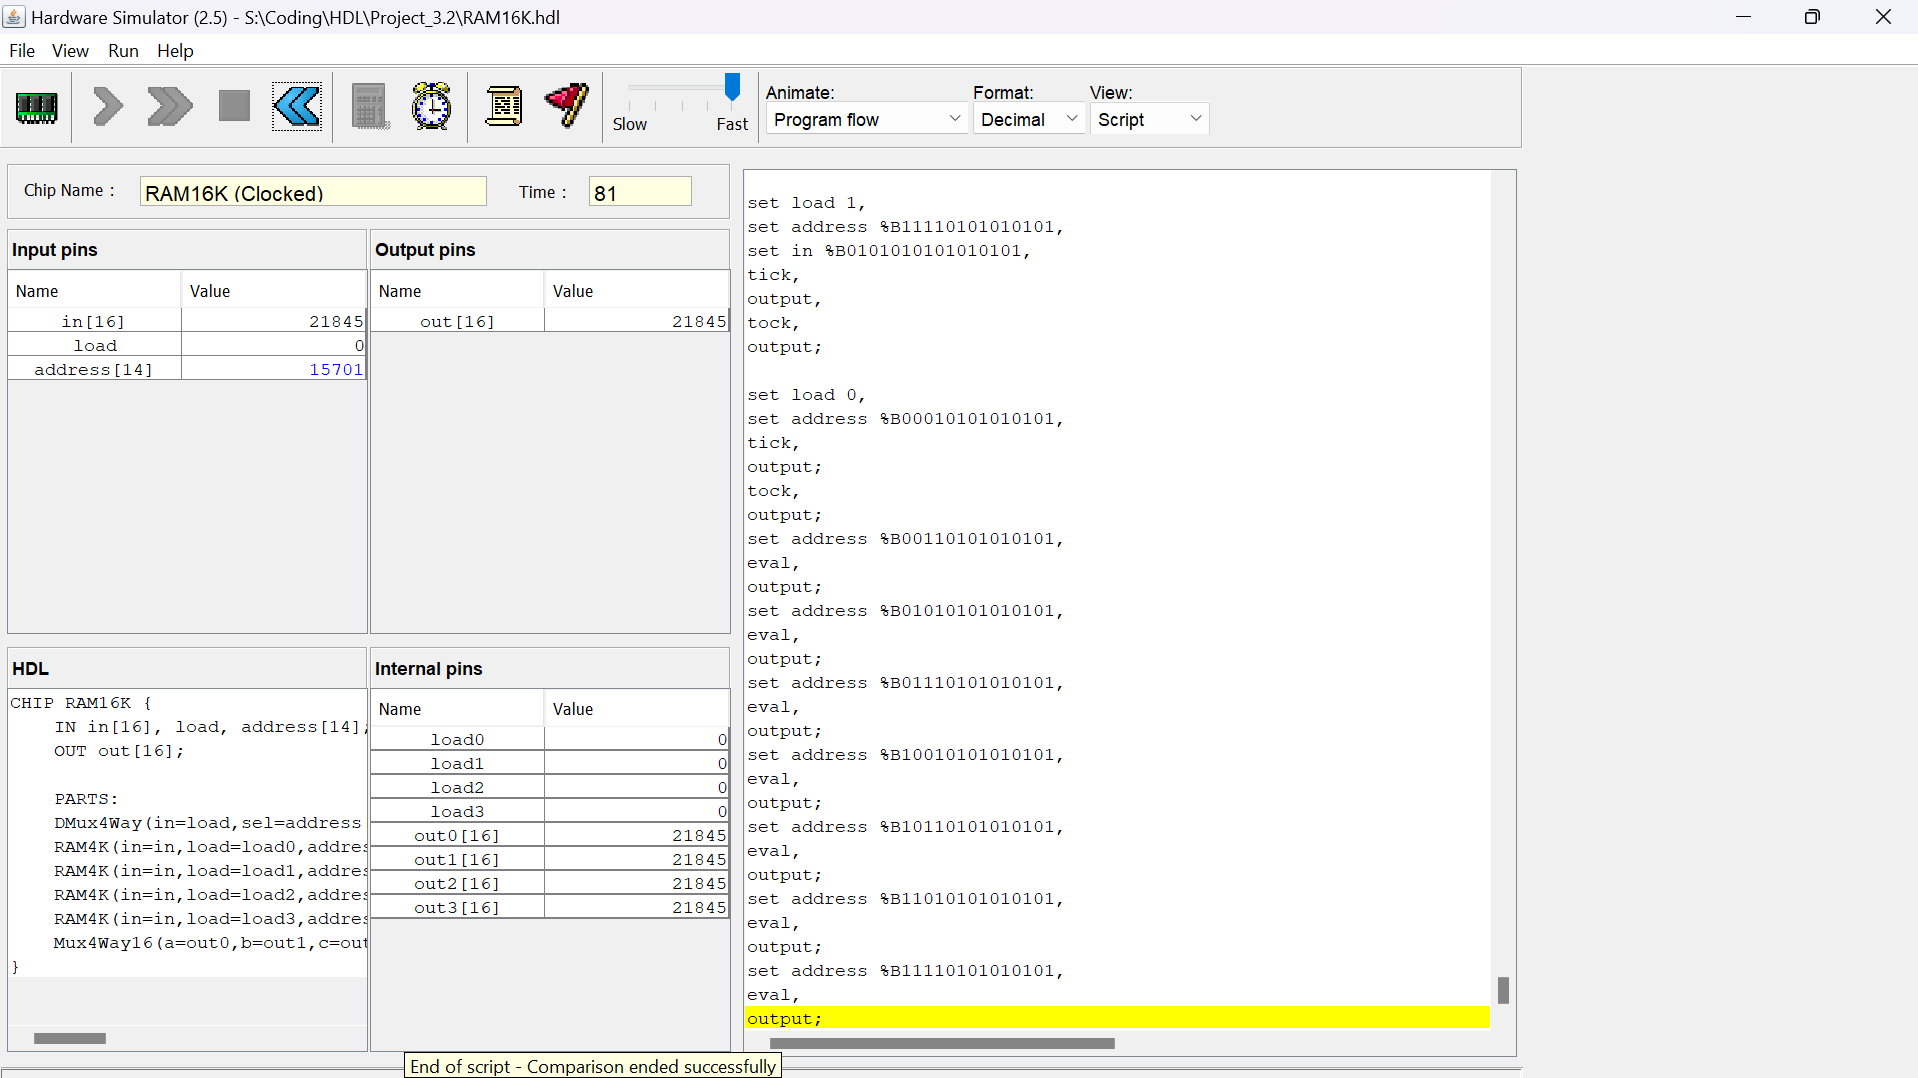 Hardware Simulator (2.5) - S:\Coding\HDL\Project_3.2\RAM16K.hdl
File View Run Help
Slow Fast
Animate: Format: View:
Program flow Decimal Script
Chip Name : RAM16K (Clocked) Time : 81
Input pins
Name Value
in[16] 21845
load 0
address[14] 15701
Output pins
Name Value
out[16] 21845
HDL
CHIP RAM16K {
IN in[16], load, address[14];
OUT out[16];
PARTS:
DMux4Way(in=load,sel=address
RAM4K(in=in,load=load0,addres
RAM4K(in=in,load=load1,addres
RAM4K(in=in,load=load2,addres
RAM4K(in=in,load=load3,addres
Mux4Way16(a=out0,b=out1,c=out
}
Internal pins
Name Value
load0 0
load1 0
load2 0
load3 0
out0[16] 21845
out1[16] 21845
out2[16] 21845
out3[16] 21845
set load 1,
set address %B11110101010101,
set in %B0101010101010101,
tick,
output,
tock,
output;
set load 0,
set address %B00010101010101,
tick,
output;
tock,
output;
set address %B00110101010101,
eval,
output;
set address %B01010101010101,
eval,
output;
set address %B01110101010101,
eval,
output;
set address %B10010101010101,
eval,
output;
set address %B10110101010101,
eval,
output;
set address %B11010101010101,
eval,
output;
set address %B11110101010101,
eval,
output;
End of script - Comparison ended successfully